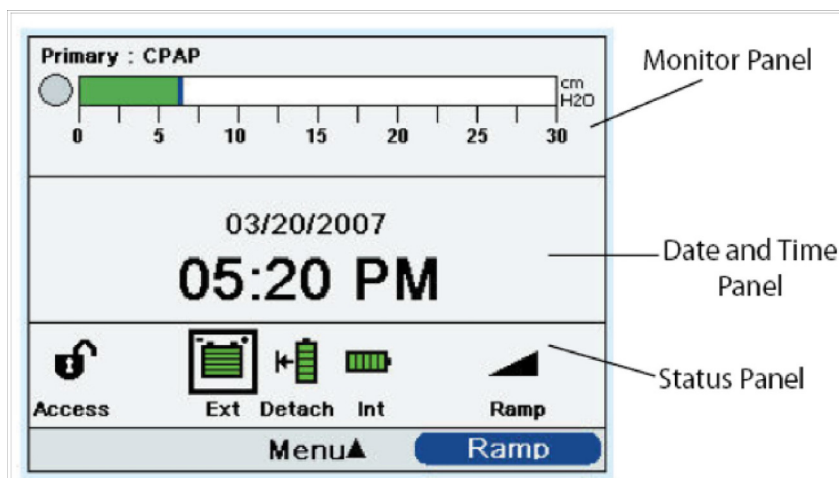 Primary : CPAP
Monitor Panel
cm
H2O
0 5 10 15 20 25 30
03/20/2007
05:20 PM
Date and Time
Panel
Status Panel
Access Ext Detach Int Ramp
Menu▲ Ramp